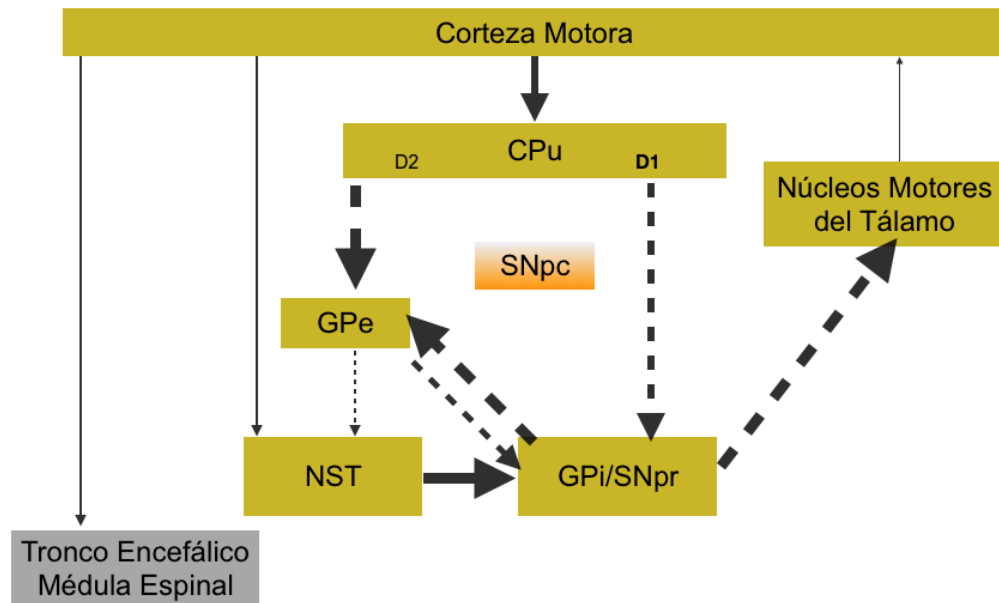 Corteza Motora
CPu
D2
D1
Núcleos Motores
del Tálamo
SNpc
GPe
NST
GPi/SNpr
Tronco Encefálico
Médula Espinal